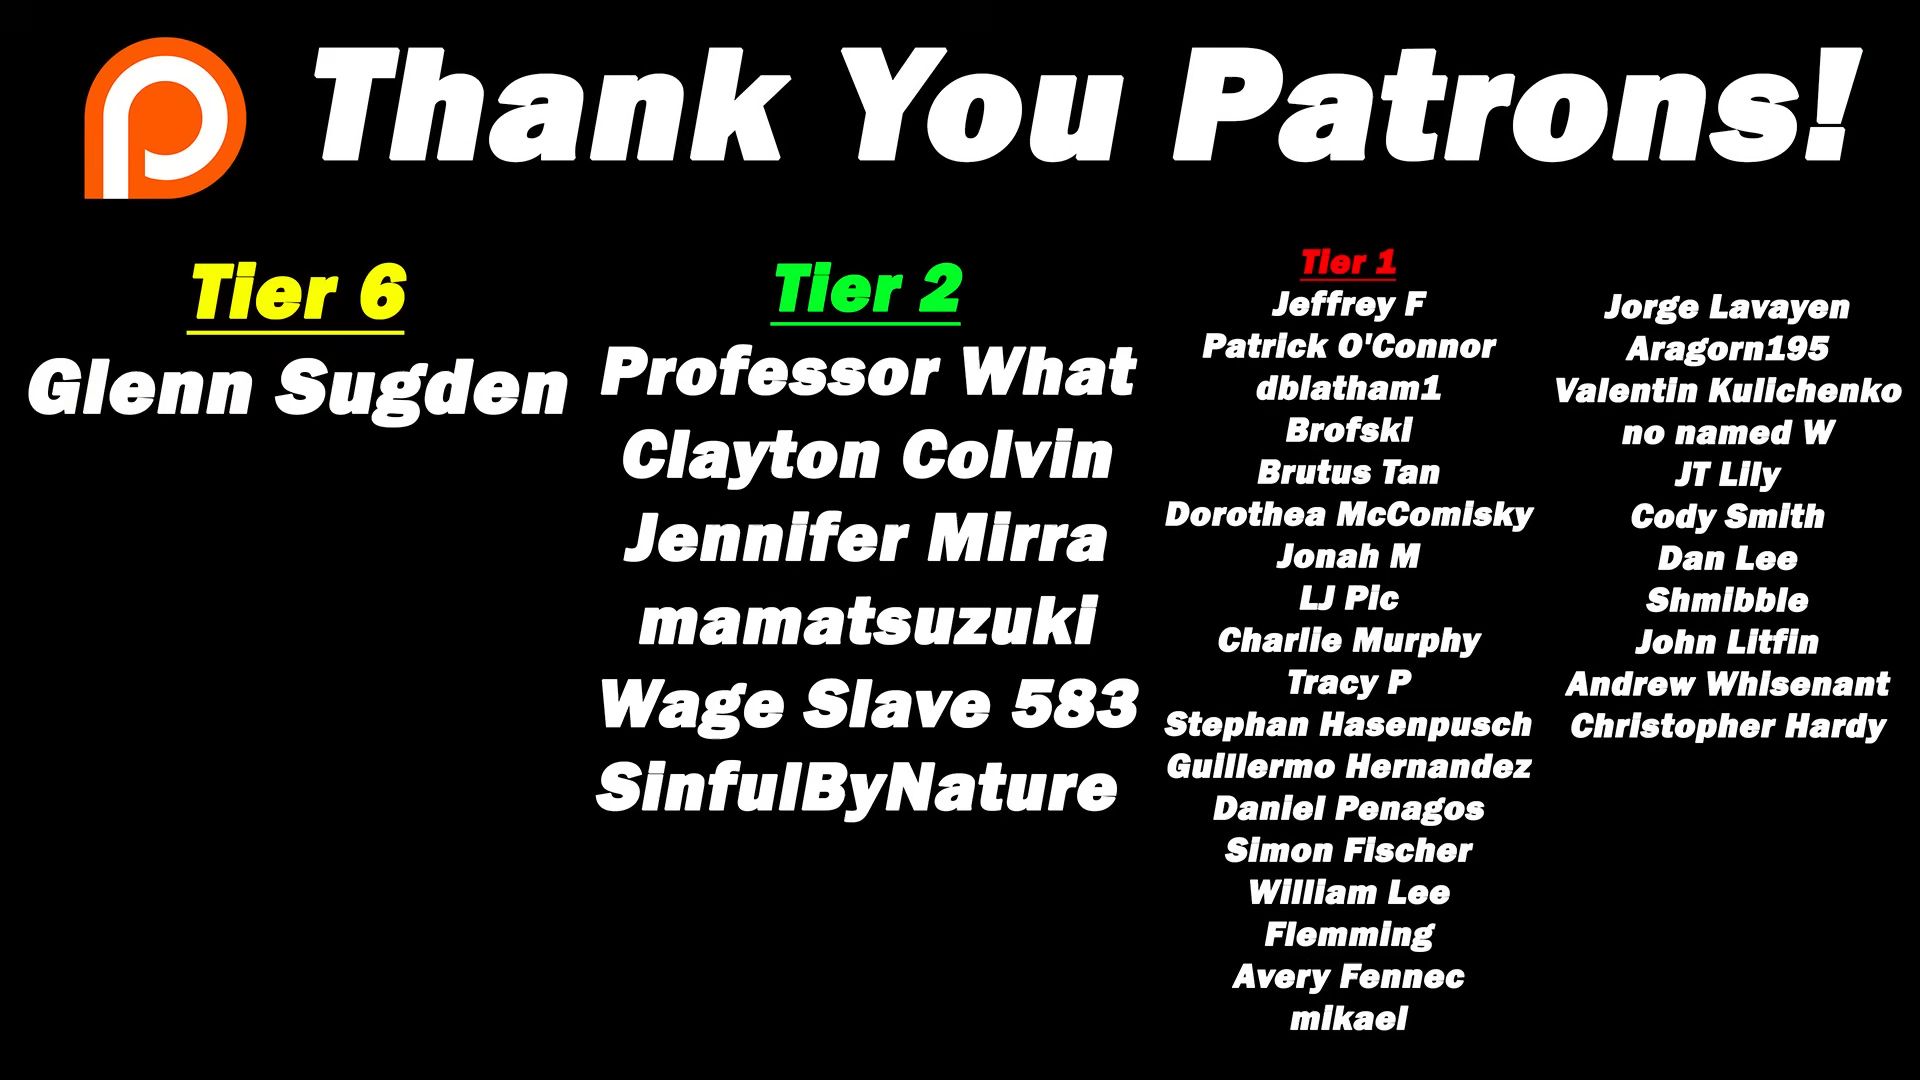 Thank You Patrons!
Tier 6
Glenn Sugden
Tier 2
Professor What
Clayton Colvin
Jennifer Mirra
mamatsuzuki
Wage Slave 583
SinfulByNature
Tier 1
Jeffrey F
Patrick O'Connor
dblatham1
Brofski
Brutus Tan
Dorothea McComisky
Jonah M
LJ Pic
Charlie Murphy
Tracy P
Stephan Hasenpusch
Guillermo Hernandez
Daniel Penagos
Simon Fischer
William Lee
Flemming
Avery Fennec
mikael
Jorge Lavayen
Aragorn195
Valentin Kulichenko
no named W
JT Lily
Cody Smith
Dan Lee
Shmibble
John Litfin
Andrew Whisenant
Christopher Hardy